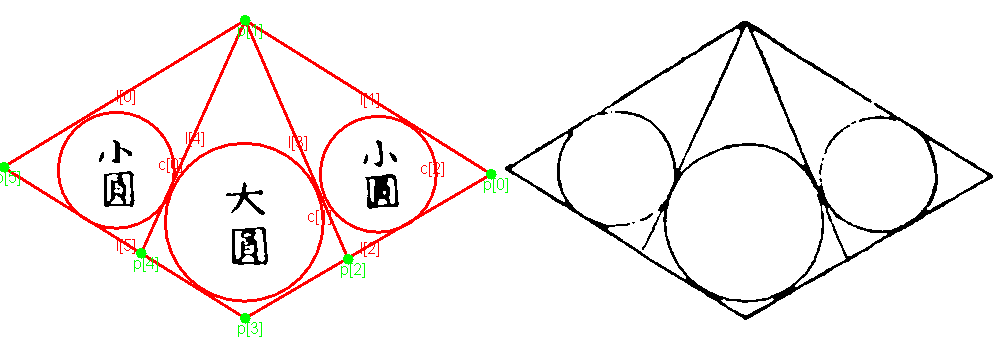 p[1]
l[0]
l[1]
小
圓
l[4]
l[3]
小
圓
c[0]
c[2]
大
圓
p[5]
p[0]
c[1]
l[5]
l[2]
p[4]
p[2]
p[3]